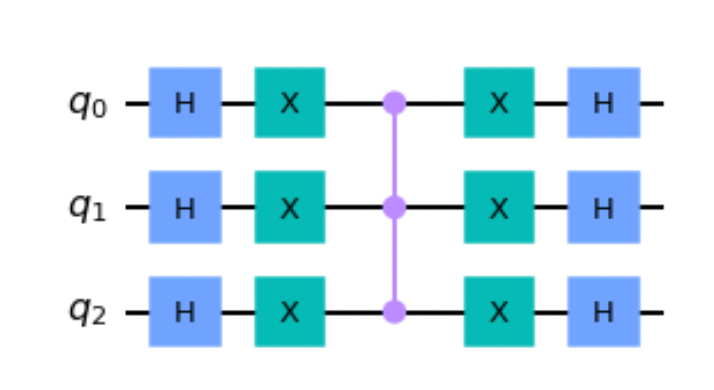 q₀ H X X H
q₁ H X X H
q₂ H X X H